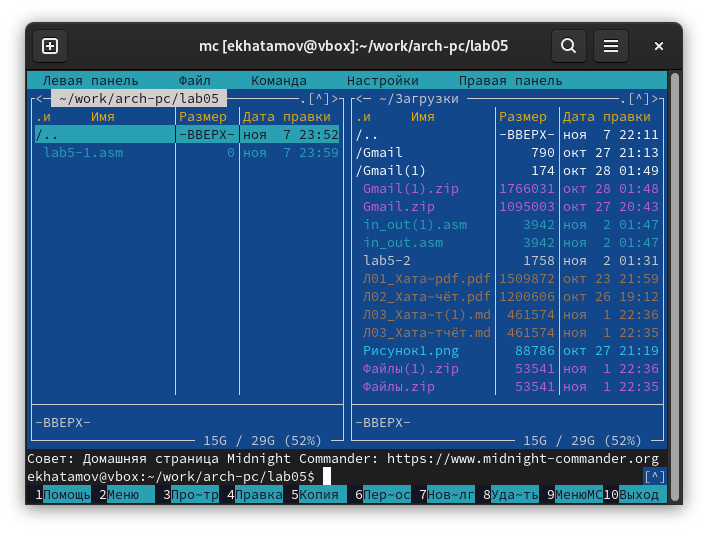 mc [ekhatamov@vbox]:~/work/arch-pc/lab05
Левая панель Файл Команда Настройки Правая панель
<─ ~/work/arch-pc/lab05 ─.[^]>
.и Имя Размер Дата правки
/.. -ВВЕРХ- ноя 7 23:52
lab5-1.asm 0 ноя 7 23:59
-ВВЕРХ-
15G / 29G (52%)
<─ ~/Загрузки ─.[^]>
.и Имя Размер Дата правки
/.. -ВВЕРХ- ноя 7 22:11
/Gmail 790 окт 27 21:13
/Gmail(1) 174 окт 28 01:49
Gmail(1).zip 1766031 окт 28 01:48
Gmail.zip 1095003 окт 27 20:43
in_out(1).asm 3942 ноя 2 01:47
in_out.asm 3942 ноя 2 01:47
lab5-2 1758 ноя 2 01:31
Л01_Хата~pdf.pdf 1509872 окт 23 21:59
Л02_Хата~чёт.pdf 1200606 окт 26 19:12
Л03_Хата~т(1).md 461574 ноя 1 22:36
Л03_Хата~тчёт.md 461574 ноя 1 22:35
Рисунок1.png 88786 окт 27 21:19
Файлы(1).zip 53541 ноя 1 22:36
Файлы.zip 53541 ноя 1 22:35
-ВВЕРХ-
15G / 29G (52%)
Совет: Домашняя страница Midnight Commander: https://www.midnight-commander.org
ekhatamov@vbox:~/work/arch-pc/lab05$ [^]
1Помощь 2Меню 3Про~тр 4Правка 5Копия 6Пер~ос 7Нов~лг 8Уда~ть 9МенюМС 10Выход